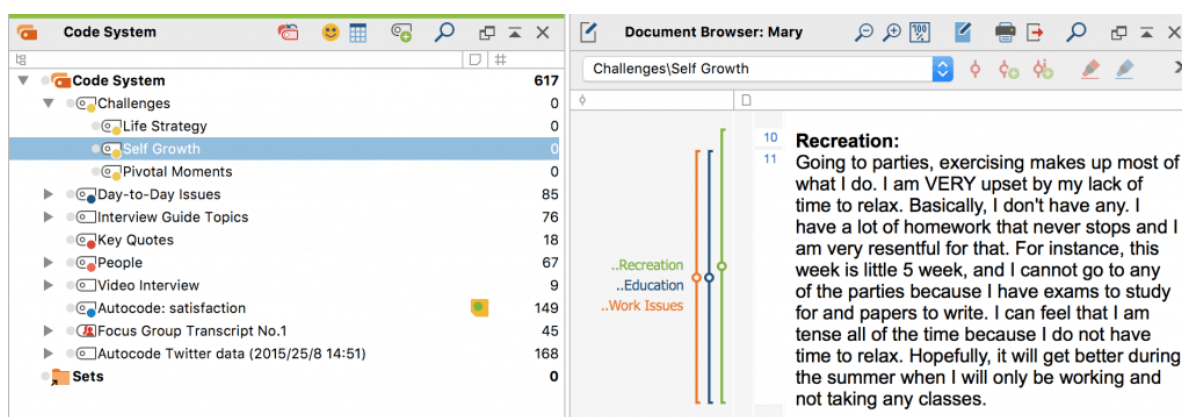 Code System
Code System 617
Challenges 0
Life Strategy 0
Self Growth 0
Pivotal Moments 0
Day-to-Day Issues 85
Interview Guide Topics 76
Key Quotes 18
People 67
Video Interview 9
Autocode: satisfaction 149
Focus Group Transcript No.1 45
Autocode Twitter data (2015/25/8 14:51) 168
Sets 0
Document Browser: Mary
Challenges\Self Growth
..Recreation
..Education
..Work Issues
10 Recreation:
11 Going to parties, exercising makes up most of
what I do. I am VERY upset by my lack of
time to relax. Basically, I don't have any. I
have a lot of homework that never stops and I
am very resentful for that. For instance, this
week is little 5 week, and I cannot go to any
of the parties because I have exams to study
for and papers to write. I can feel that I am
tense all of the time because I do not have
time to relax. Hopefully, it will get better during
the summer when I will only be working and
not taking any classes.